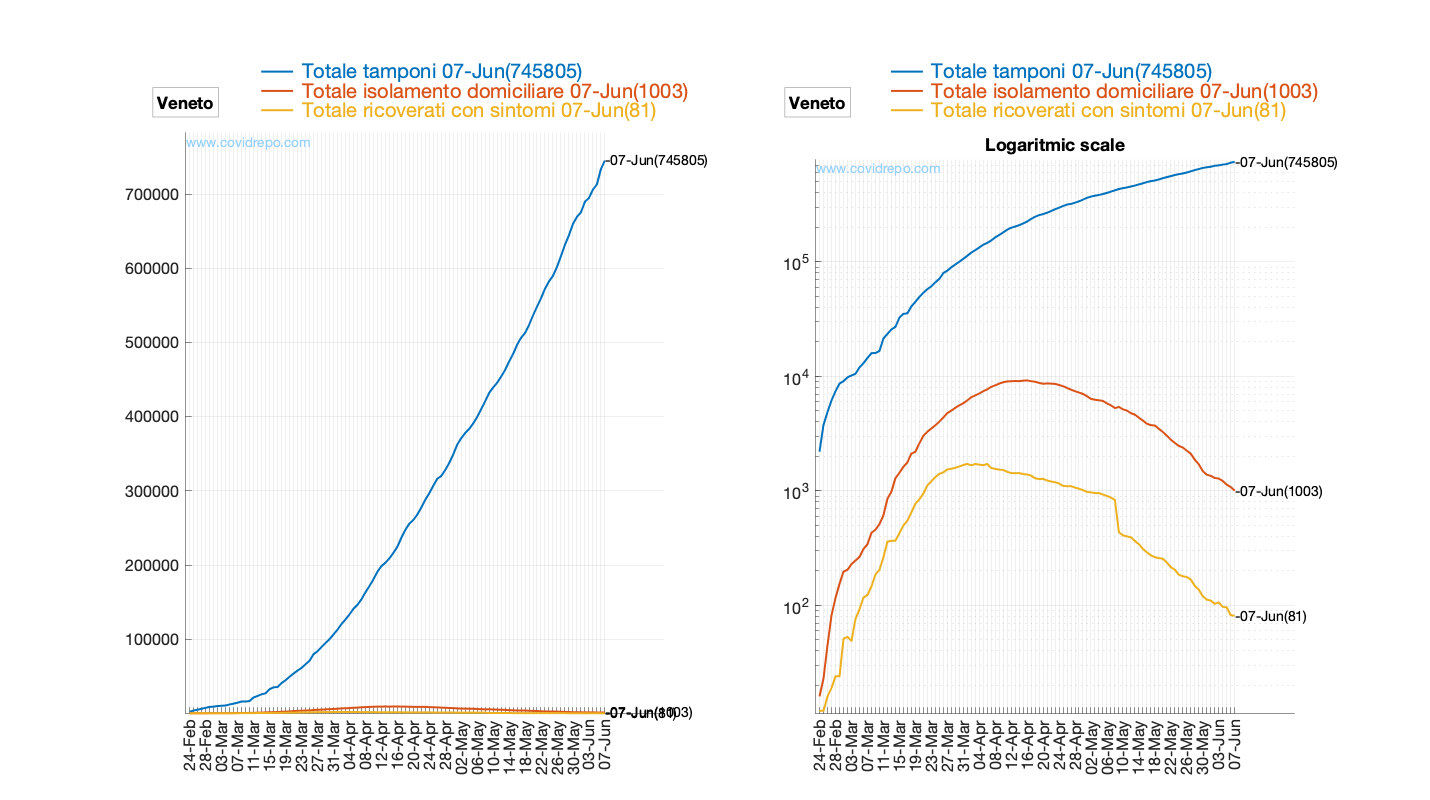 Totale tamponi 07-Jun(745805)
Totale isolamento domiciliare 07-Jun(1003)
Totale ricoverati con sintomi 07-Jun(81)
Veneto
www.covidrepo.com
-07-Jun(745805)
700000
600000
500000
400000
300000
200000
100000
-07-Jun(1003)
-07-Jun(81)
24-Feb
28-Feb
03-Mar
07-Mar
11-Mar
15-Mar
19-Mar
23-Mar
27-Mar
31-Mar
04-Apr
08-Apr
12-Apr
16-Apr
20-Apr
24-Apr
28-Apr
02-May
06-May
10-May
14-May
18-May
22-May
26-May
30-May
03-Jun
07-Jun
Totale tamponi 07-Jun(745805)
Totale isolamento domiciliare 07-Jun(1003)
Totale ricoverati con sintomi 07-Jun(81)
Veneto
Logaritmic scale
www.covidrepo.com
-07-Jun(745805)
10^5
10^4
10^3
-07-Jun(1003)
10^2
-07-Jun(81)
24-Feb
28-Feb
03-Mar
07-Mar
11-Mar
15-Mar
19-Mar
23-Mar
27-Mar
31-Mar
04-Apr
08-Apr
12-Apr
16-Apr
20-Apr
24-Apr
28-Apr
02-May
06-May
10-May
14-May
18-May
22-May
26-May
30-May
03-Jun
07-Jun